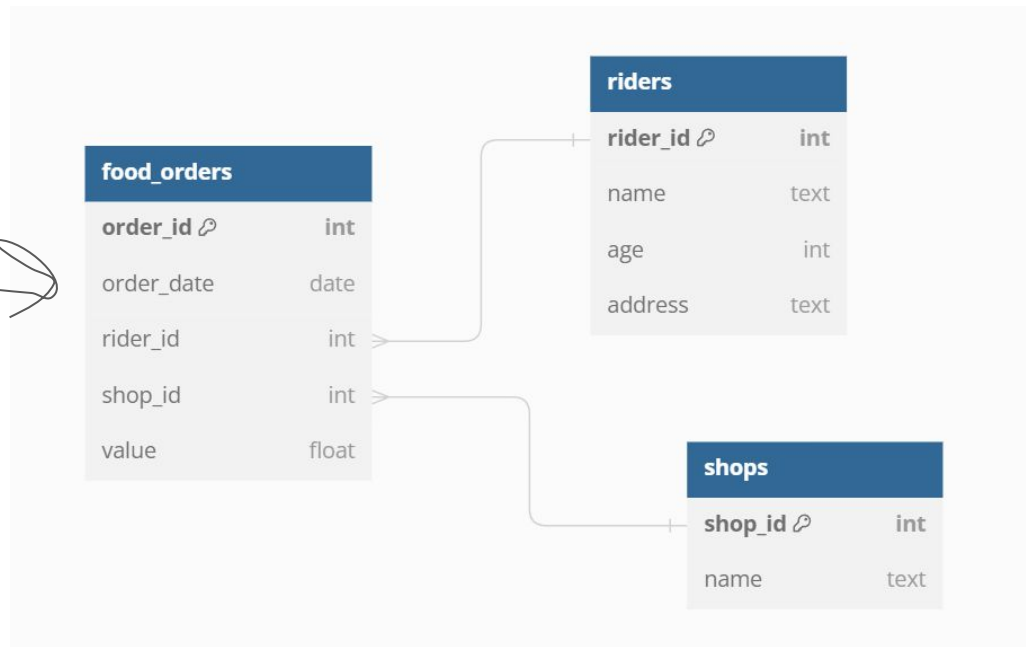 food_orders
order_id int
order_date date
rider_id int
shop_id int
value float
riders
rider_id int
name text
age int
address text
shops
shop_id int
name text